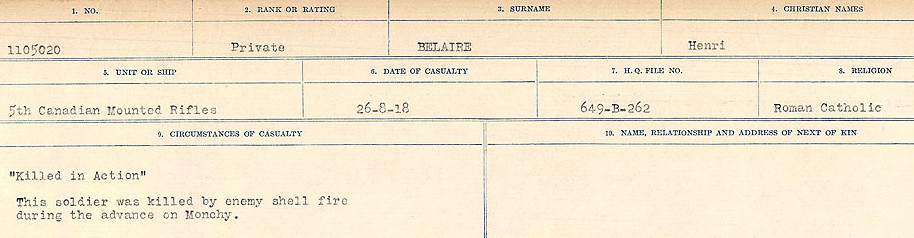 1. NO. 2. RANK OR RATING 3. SURNAME 4. CHRISTIAN NAMES
1105020 Private BELAIRE Henri
5. UNIT OR SHIP 6. DATE OF CASUALTY 7. H. Q. FILE NO. 8. RELIGION
5th Canadian Mounted Rifles 26-8-18 649-B-262 Roman Catholic
9. CIRCUMSTANCES OF CASUALTY 10. NAME, RELATIONSHIP AND ADDRESS OF NEXT OF KIN
"Killed in Action"
This soldier was killed by enemy shell fire
during the advance on Monchy.